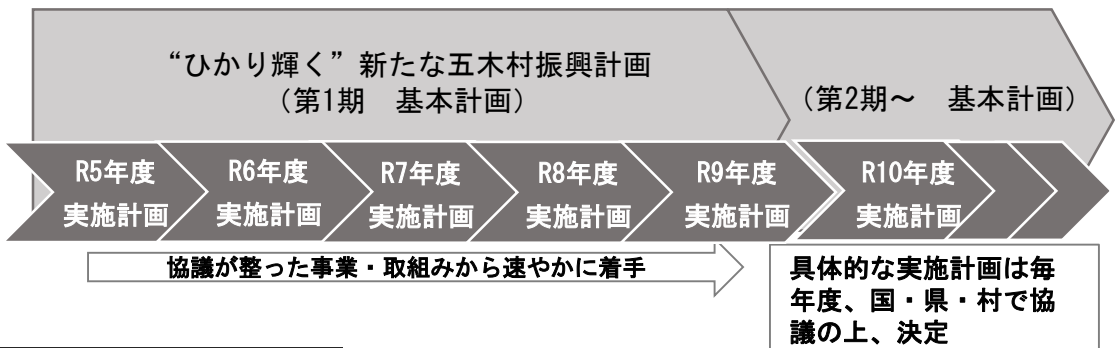 “ひかり輝く”新たな五木村振興計画
（第1期　基本計画）
（第2期～　基本計画）
R5年度
実施計画
R6年度
実施計画
R7年度
実施計画
R8年度
実施計画
R9年度
実施計画
R10年度
実施計画
協議が整った事業・取組みから速やかに着手
具体的な実施計画は毎
年度、国・県・村で協
議の上、決定